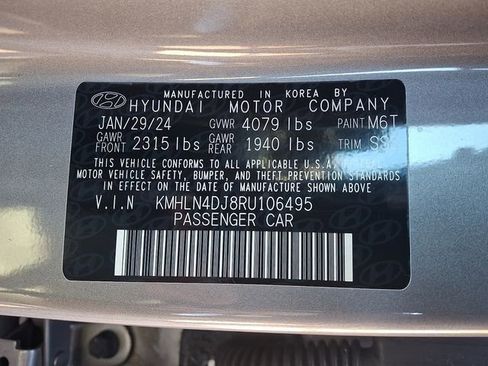 MANUFACTURED IN KOREA BY
HYUNDAI MOTOR COMPANY
JAN/29/24 GVWR 4079 lbs PAINT M6T
GAWR FRONT 2315 lbs GAWR REAR 1940 lbs TRIM SS
THIS VEHICLE CONFORMS TO ALL APPLICABLE U.S.A.
MOTOR VEHICLE SAFETY, BUMPER, AND THEFT PREVENTION
STANDARDS IN EFFECT ON THE DATE OF MANUFACTURE SHOWN ABOVE.
V.I.N KMHLN4DJ8RU106495
PASSENGER CAR